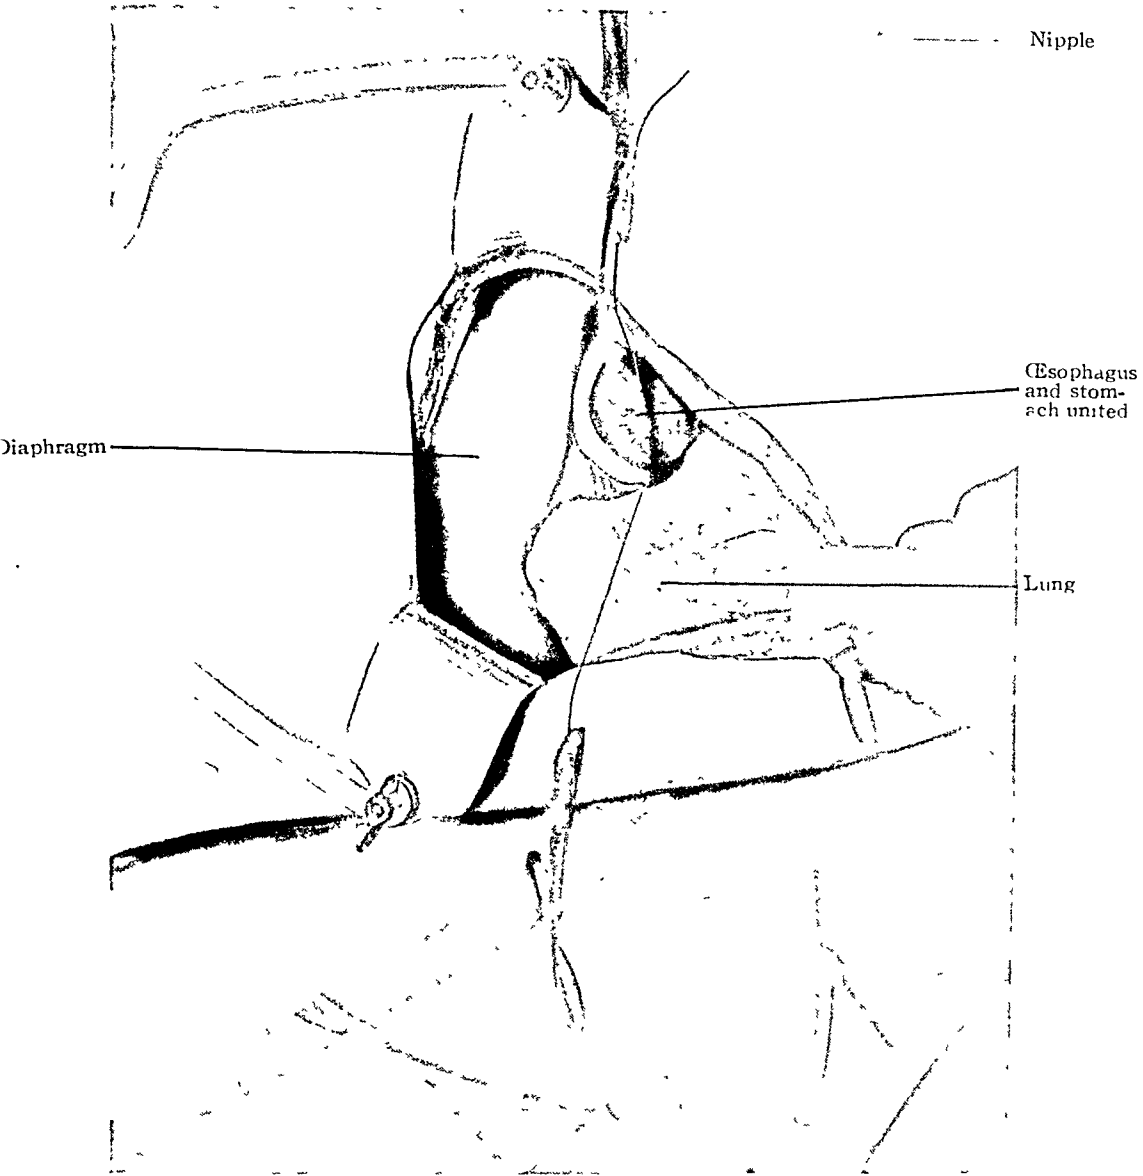 Nipple
Œsophagus
and stom-
ach united
Diaphragm
Lung